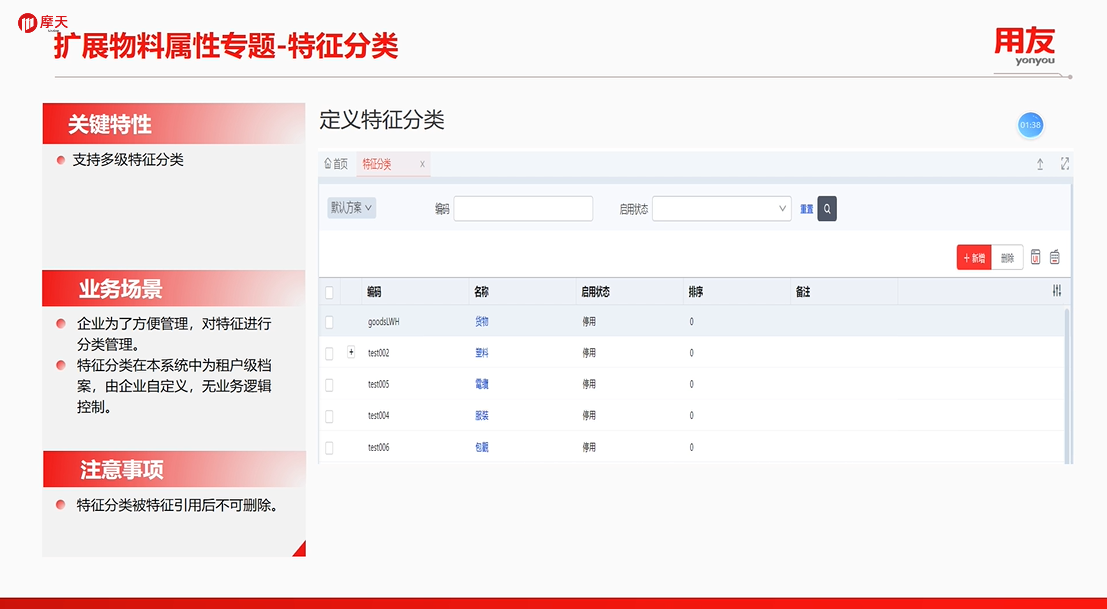 摩天
扩展物料属性专题-特征分类
用友
yonyou
关键特性
支持多级特征分类
业务场景
企业为了方便管理，对特征进行
分类管理。
特征分类在本系统中为租户级档
案，由企业自定义，无业务逻辑
控制。
注意事项
特征分类被特征引用后不可删除。
定义特征分类
01:38
首页 特征分类 x
默认方案 编码 启用状态 重置
+ 新增 删除
编码 名称 启用状态 排序 备注
goodsLWH 货物 停用 0
+ test002 塑料 停用 0
test005 停用 0
test004 服裝 停用 0
test006 停用 0